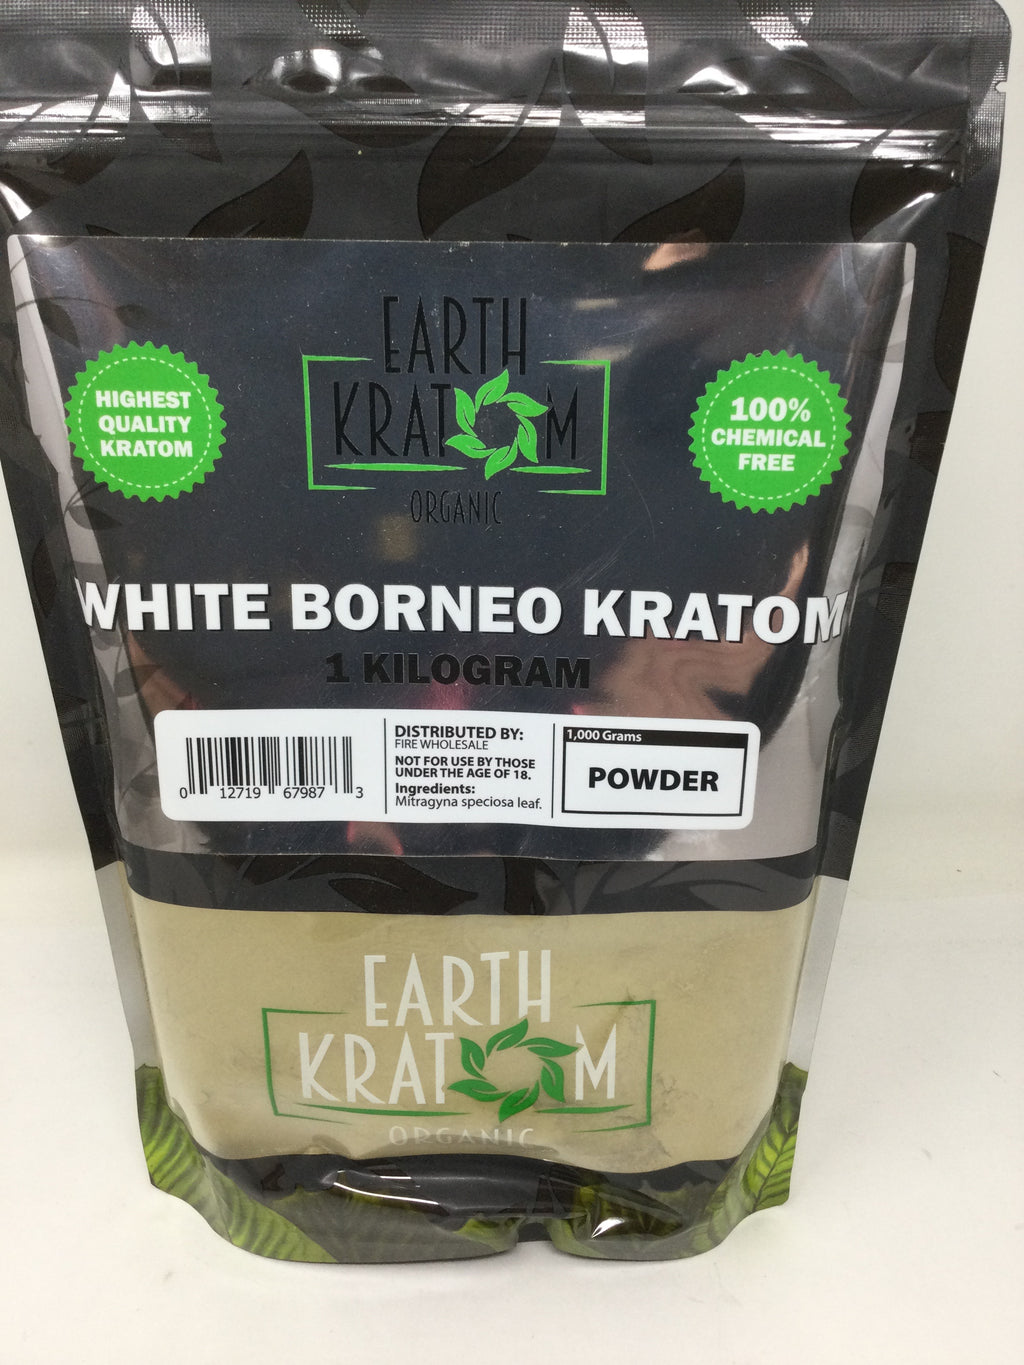 EARTH
KRATOM
ORGANIC
HIGHEST
QUALITY
KRATOM
100%
CHEMICAL
FREE
WHITE BORNEO KRATOM
1 KILOGRAM
0 12719 67987 3
DISTRIBUTED BY:
FIRE WHOLESALE
NOT FOR USE BY THOSE
UNDER THE AGE OF 18.
Ingredients:
Mitragyna speciosa leaf.
1,000 Grams
POWDER
EARTH
KRATOM
ORGANIC